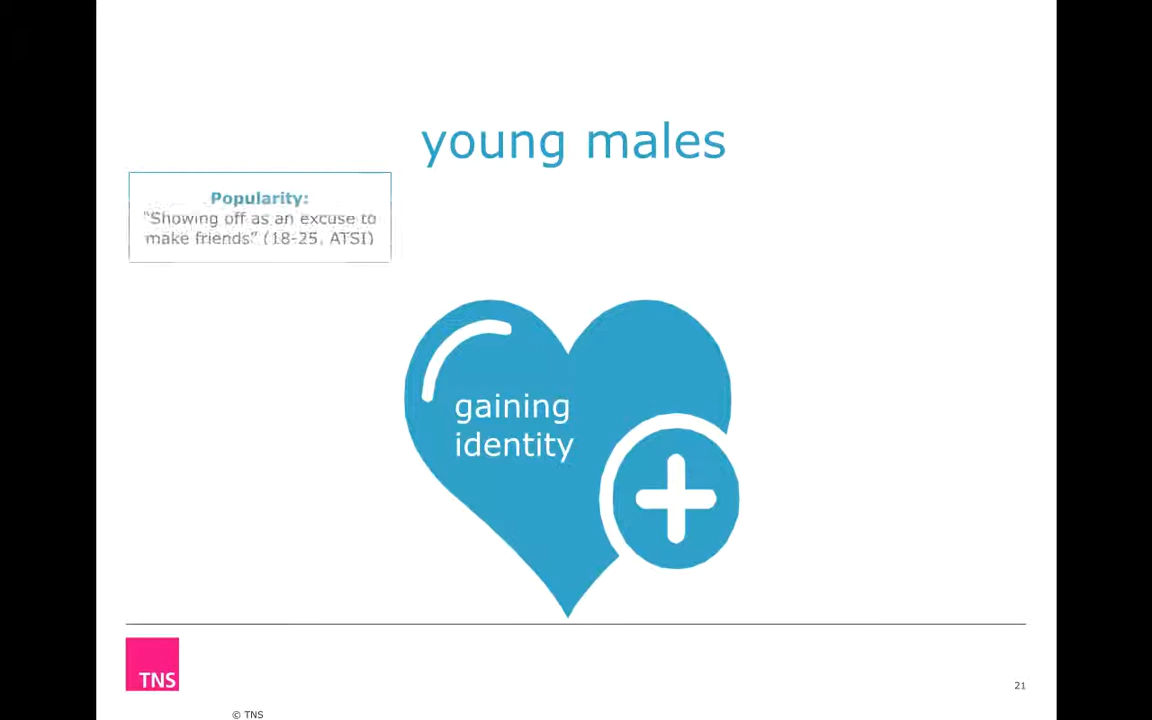 young males
Popularity:
"Showing off as an excuse to
make friends" (18-25, ATSI)
gaining
identity
TNS
21
© TNS